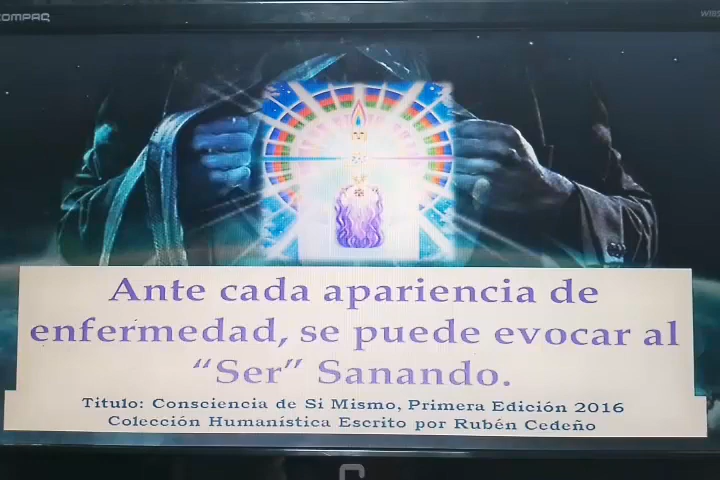 COMPAQ
Ante cada apariencia de
enfermedad, se puede evocar al
“Ser” Sanando.
Titulo: Consciencia de Si Mismo, Primera Edición 2016
Colección Humanística Escrito por Rubén Cedeño